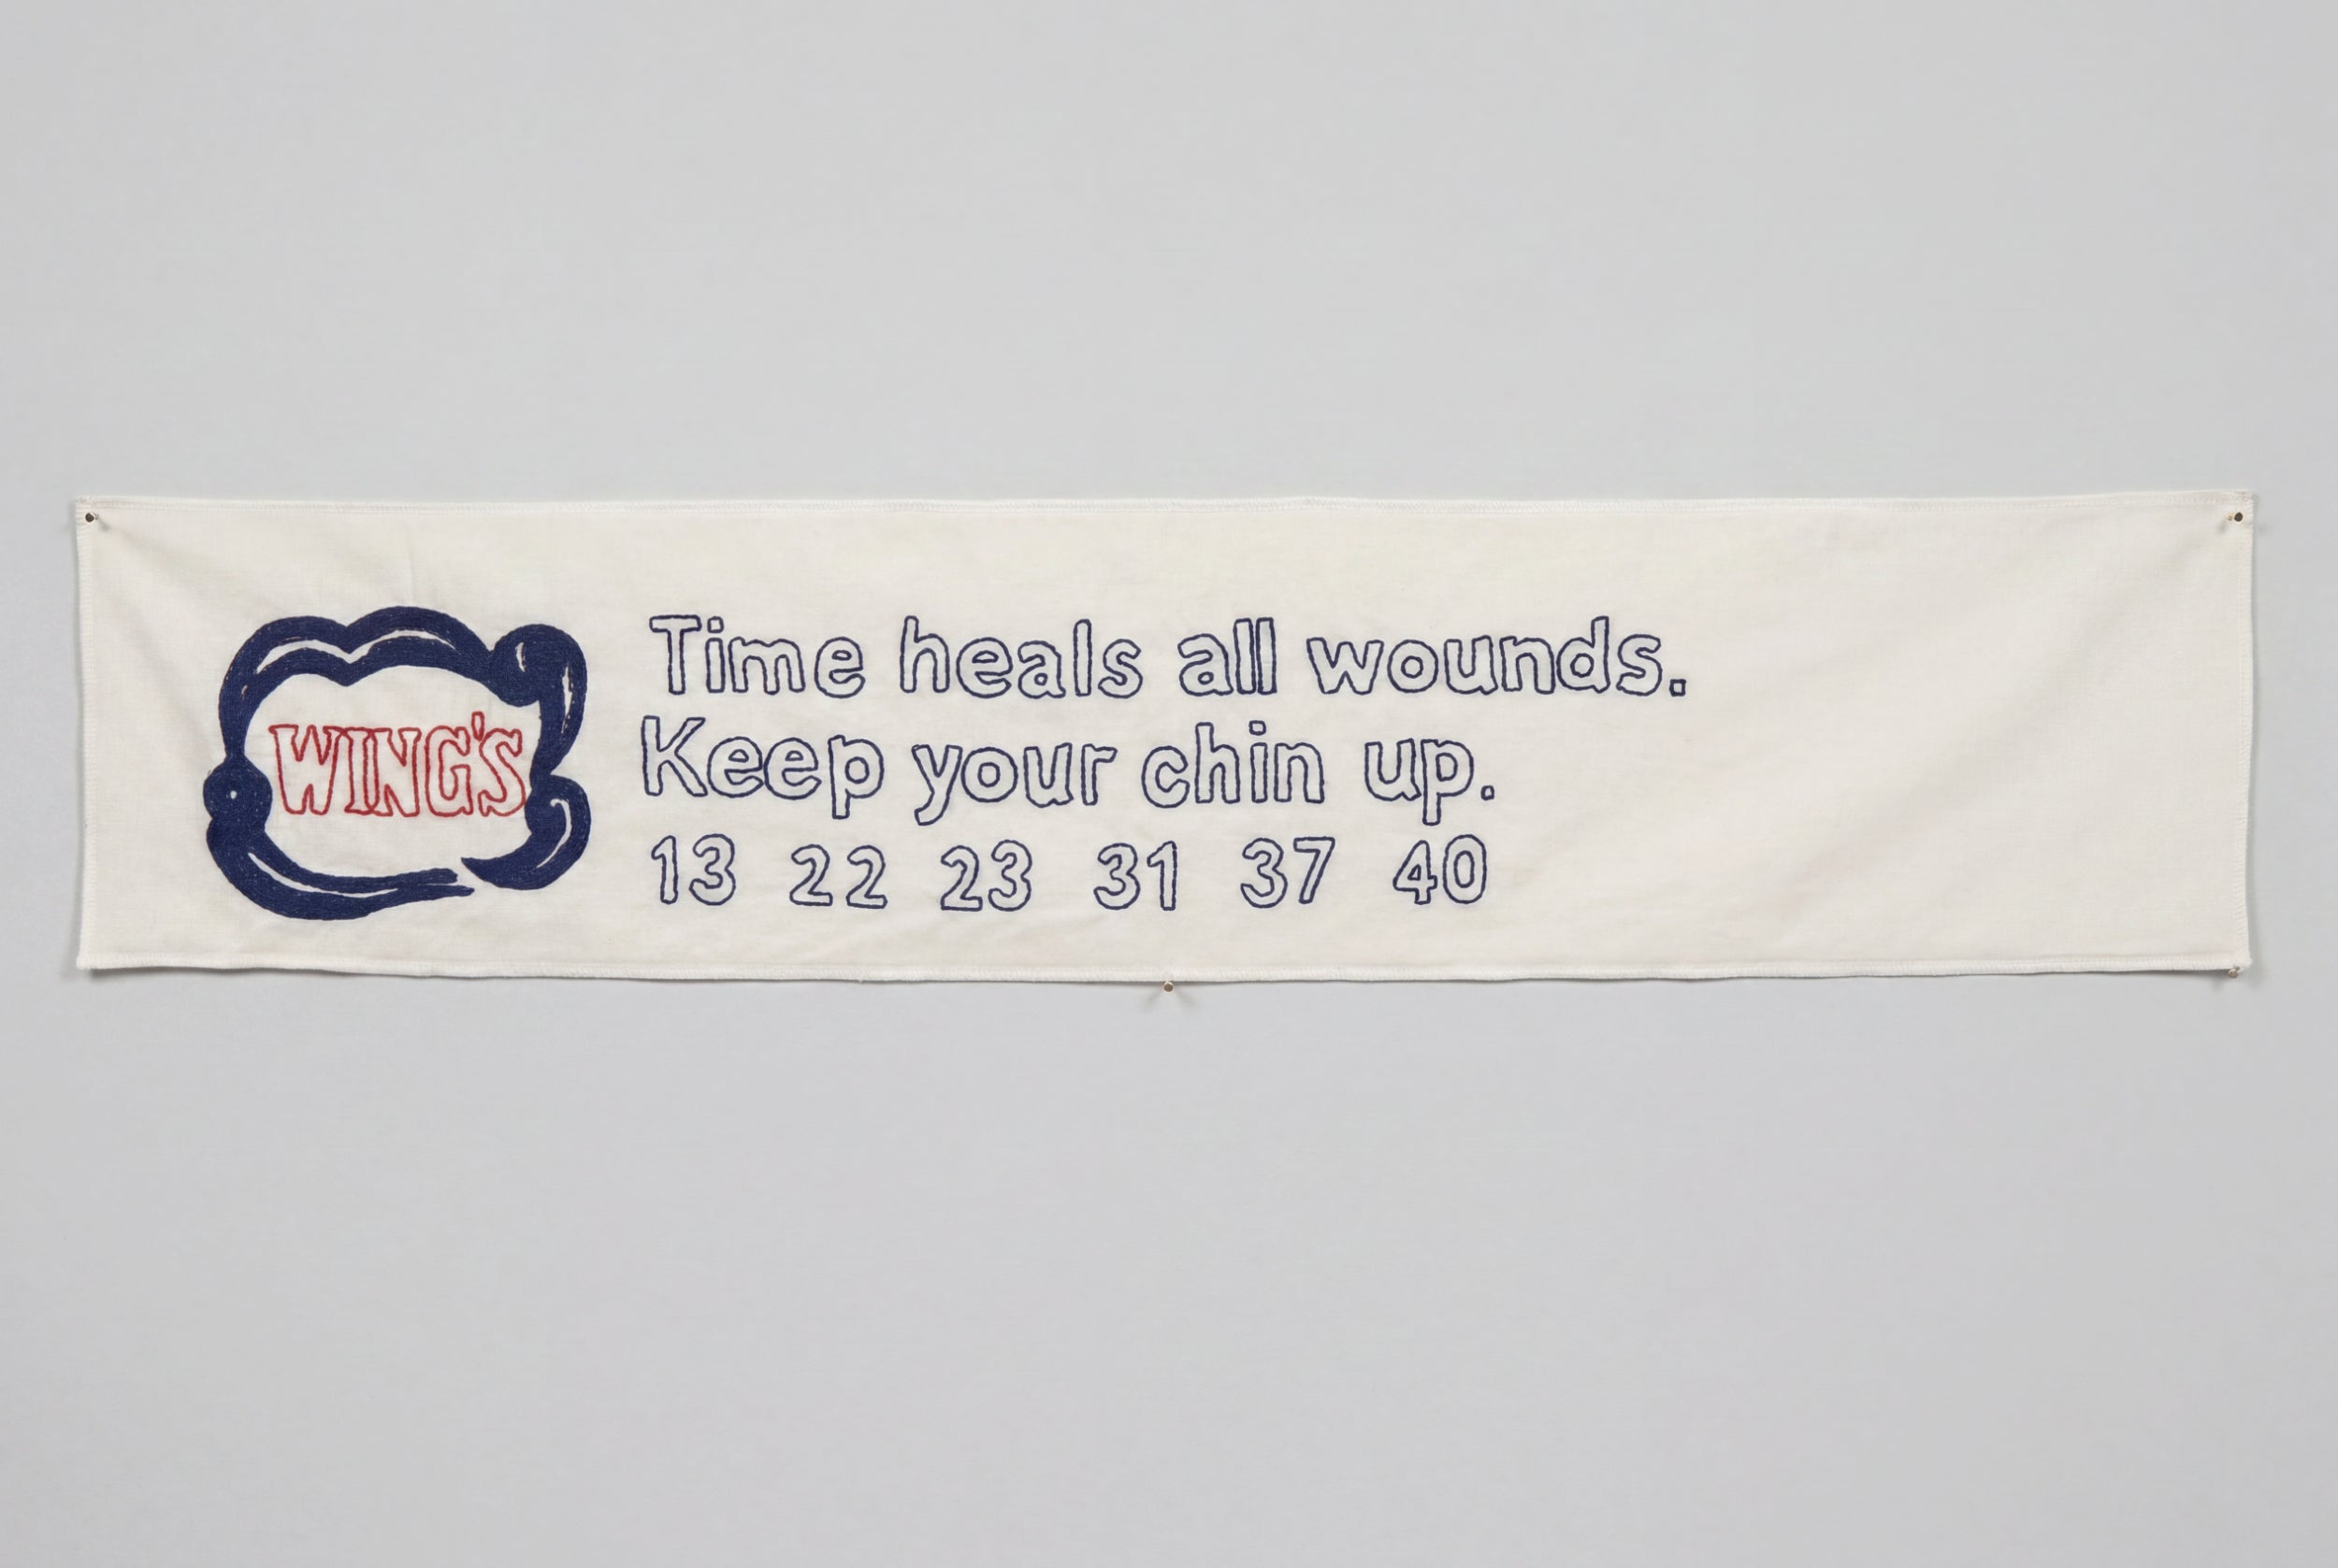 WING'S
Time heals all wounds.
Keep your chin up.
13 22 23 31 37 40